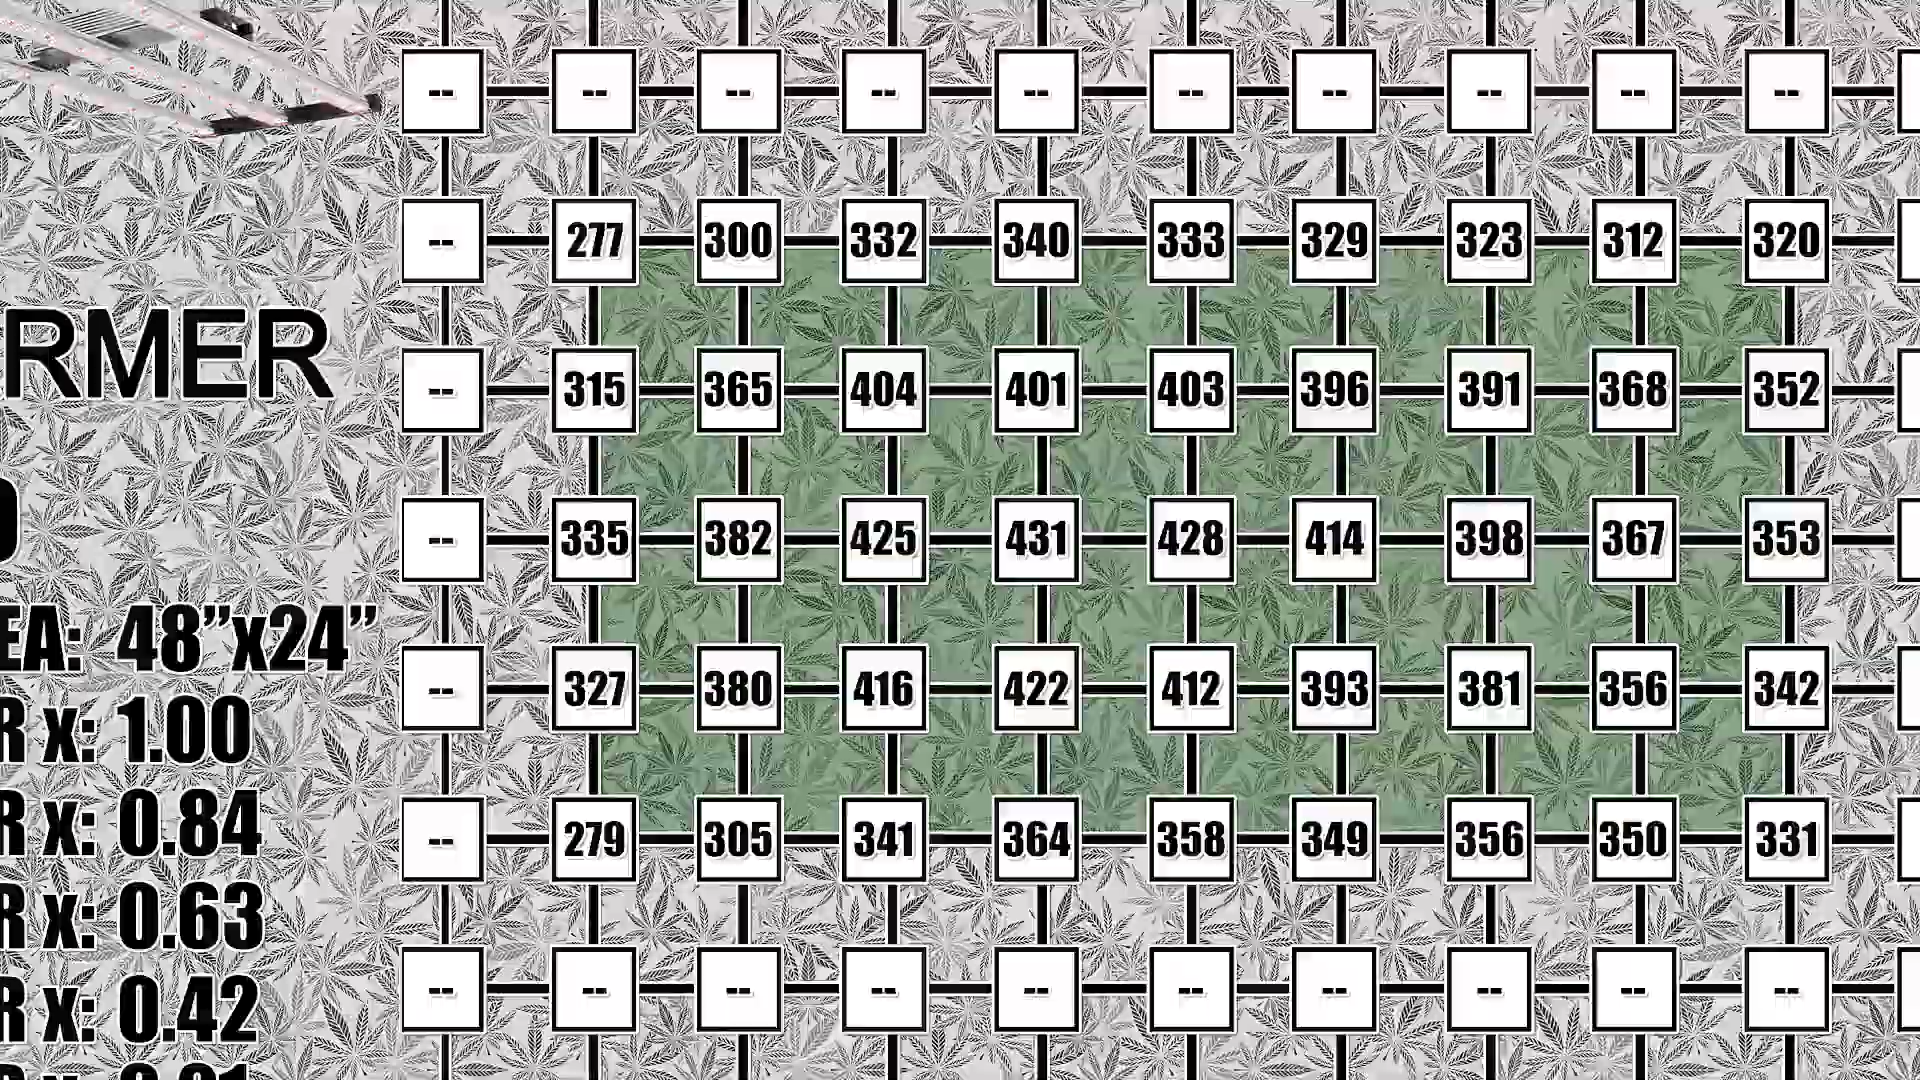 RMER
EA: 48”x24”
R x: 1.00
R x: 0.84
R x: 0.63
R x: 0.42
-- -- -- -- -- -- -- -- -- --
-- 277 300 332 340 333 329 323 312 320
-- 315 365 404 401 403 396 391 368 352
-- 335 382 425 431 428 414 398 367 353
-- 327 380 416 422 412 393 381 356 342
-- 279 305 341 364 358 349 356 350 331
-- -- -- -- -- -- -- -- -- --